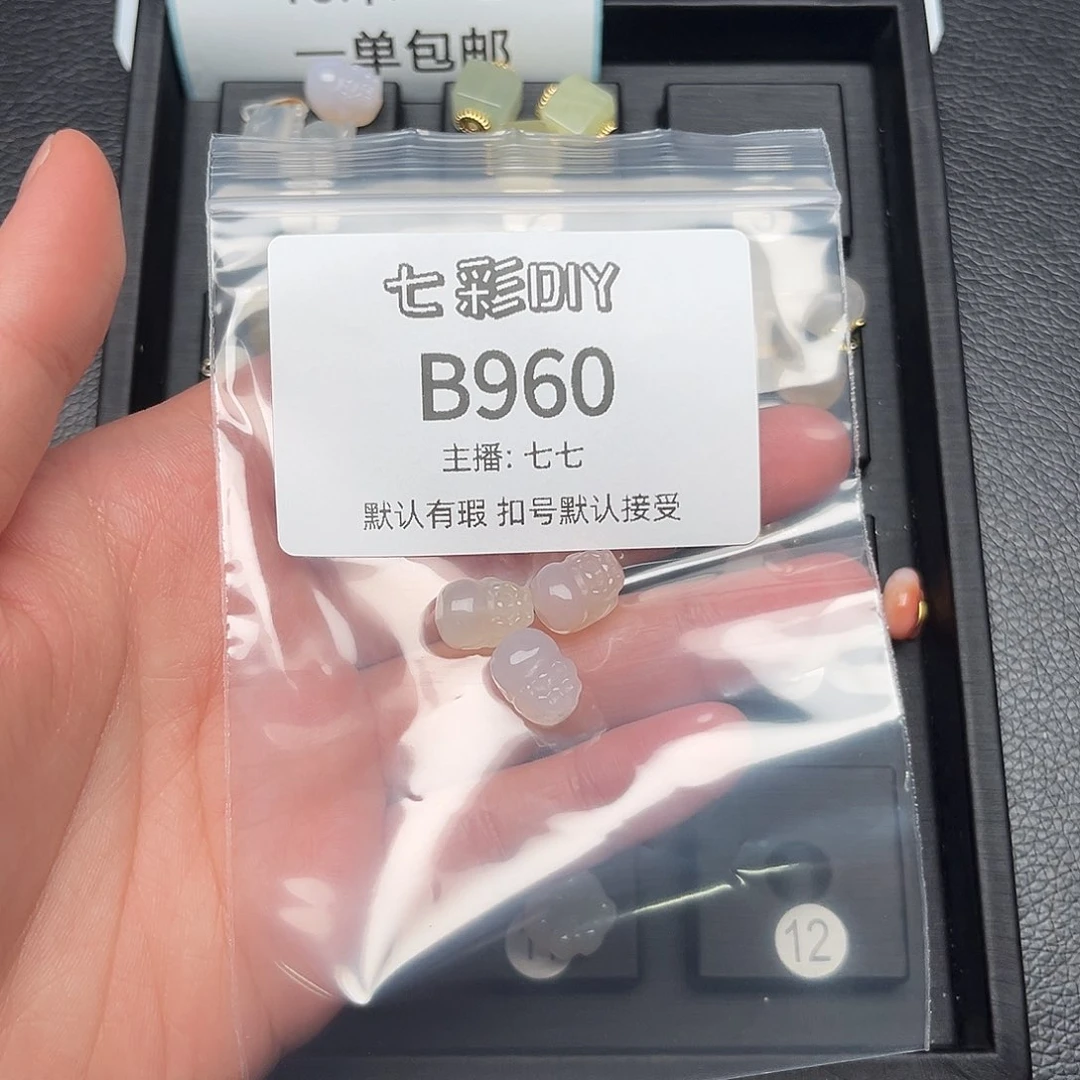 一单包邮
七彩DIY
B960
主播: 七七
默认有瑕 扣号默认接受
12